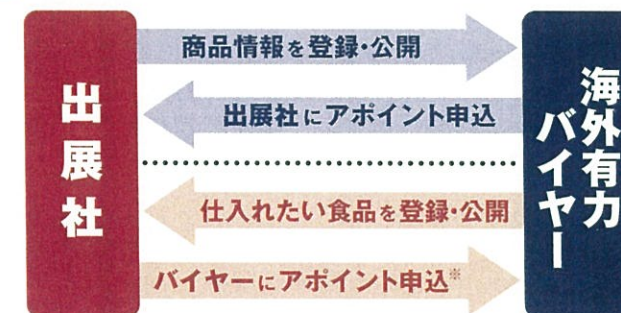 出展社
商品情報を登録・公開
出展社にアポイント申込
仕入れたい食品を登録・公開
バイヤーにアポイント申込※
海外有力
バイヤー